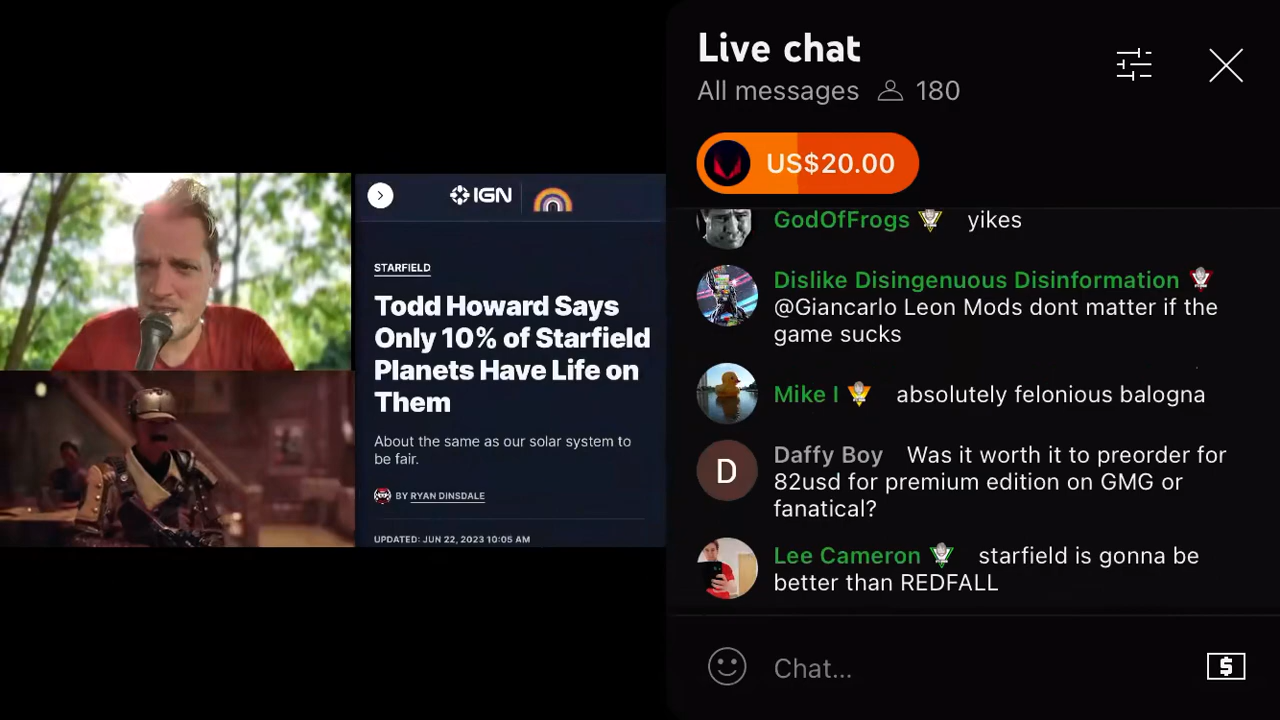 IGN
STARFIELD
Todd Howard Says
Only 10% of Starfield
Planets Have Life on
Them
About the same as our solar system to
be fair.
BY RYAN DINSDALE
UPDATED: JUN 22, 2023 10:05 AM
Live chat
All messages 180
US$20.00
GodOfFrogs yikes
Dislike Disingenuous Disinformation
@Giancarlo Leon Mods dont matter if the
game sucks
Mike I absolutely felonious balogna
D
Daffy Boy Was it worth it to preorder for
82usd for premium edition on GMG or
fanatical?
Lee Cameron starfield is gonna be
better than REDFALL
Chat...
$